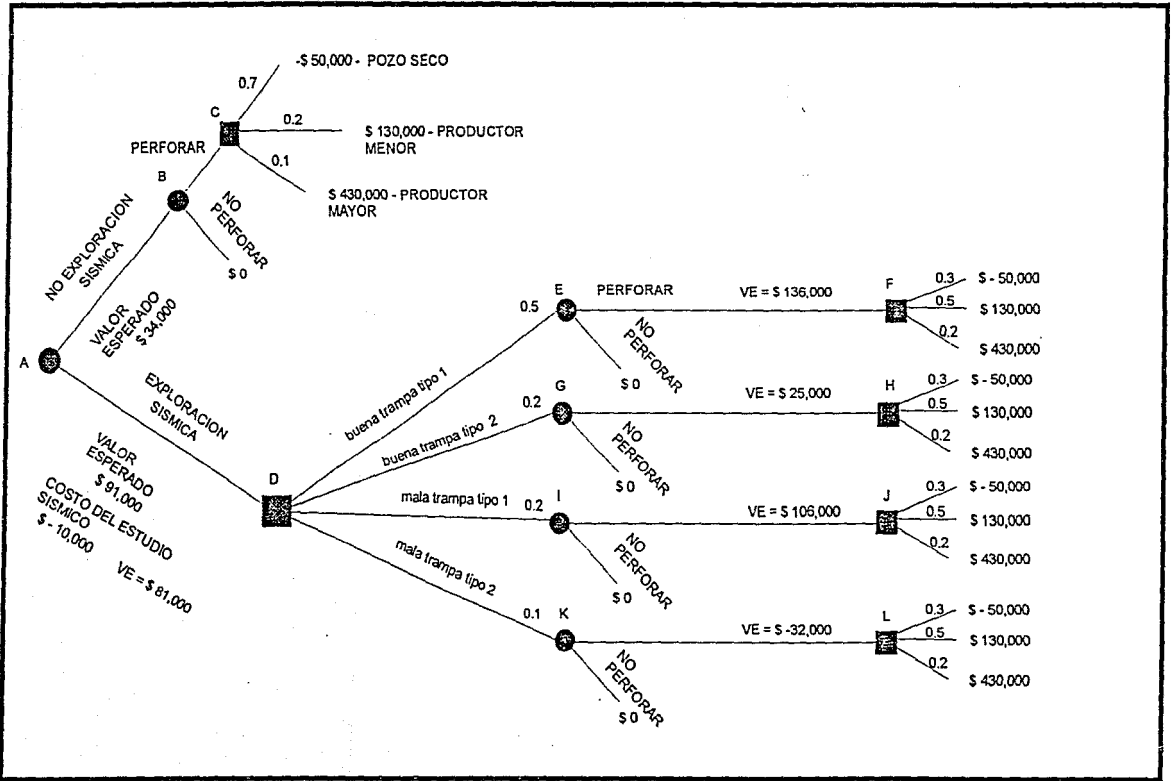 -$ 50,000 - POZO SECO
0.7
C
0.2
$ 130,000 - PRODUCTOR
MENOR
PERFORAR
0.1
B
$ 430,000 - PRODUCTOR
MAYOR
NO
PERFORAR
$ 0
NO EXPLORACION
SISMICA
VALOR
ESPERADO
$ 34,000
A
EXPLORACION
SISMICA
VALOR
ESPERADO
$ 91,000
COSTO DEL ESTUDIO
SISMICO
$ - 10,000
VE = $ 81,000
D
buena trampa tipo 1
0.5
E
PERFORAR
VE = $ 136,000
F
0.3
$ - 50,000
0.5
$ 130,000
0.2
$ 430,000
NO
PERFORAR
$ 0
buena trampa tipo 2
0.2
G
VE = $ 25,000
H
0.3
$ - 50,000
0.5
$ 130,000
0.2
$ 430,000
NO
PERFORAR
$ 0
mala trampa tipo 1
0.2
I
VE = $ 106,000
J
0.3
$ - 50,000
0.5
$ 130,000
0.2
$ 430,000
NO
PERFORAR
$ 0
mala trampa tipo 2
0.1
K
VE = $ -32,000
L
0.3
$ - 50,000
0.5
$ 130,000
0.2
$ 430,000
NO
PERFORAR
$ 0